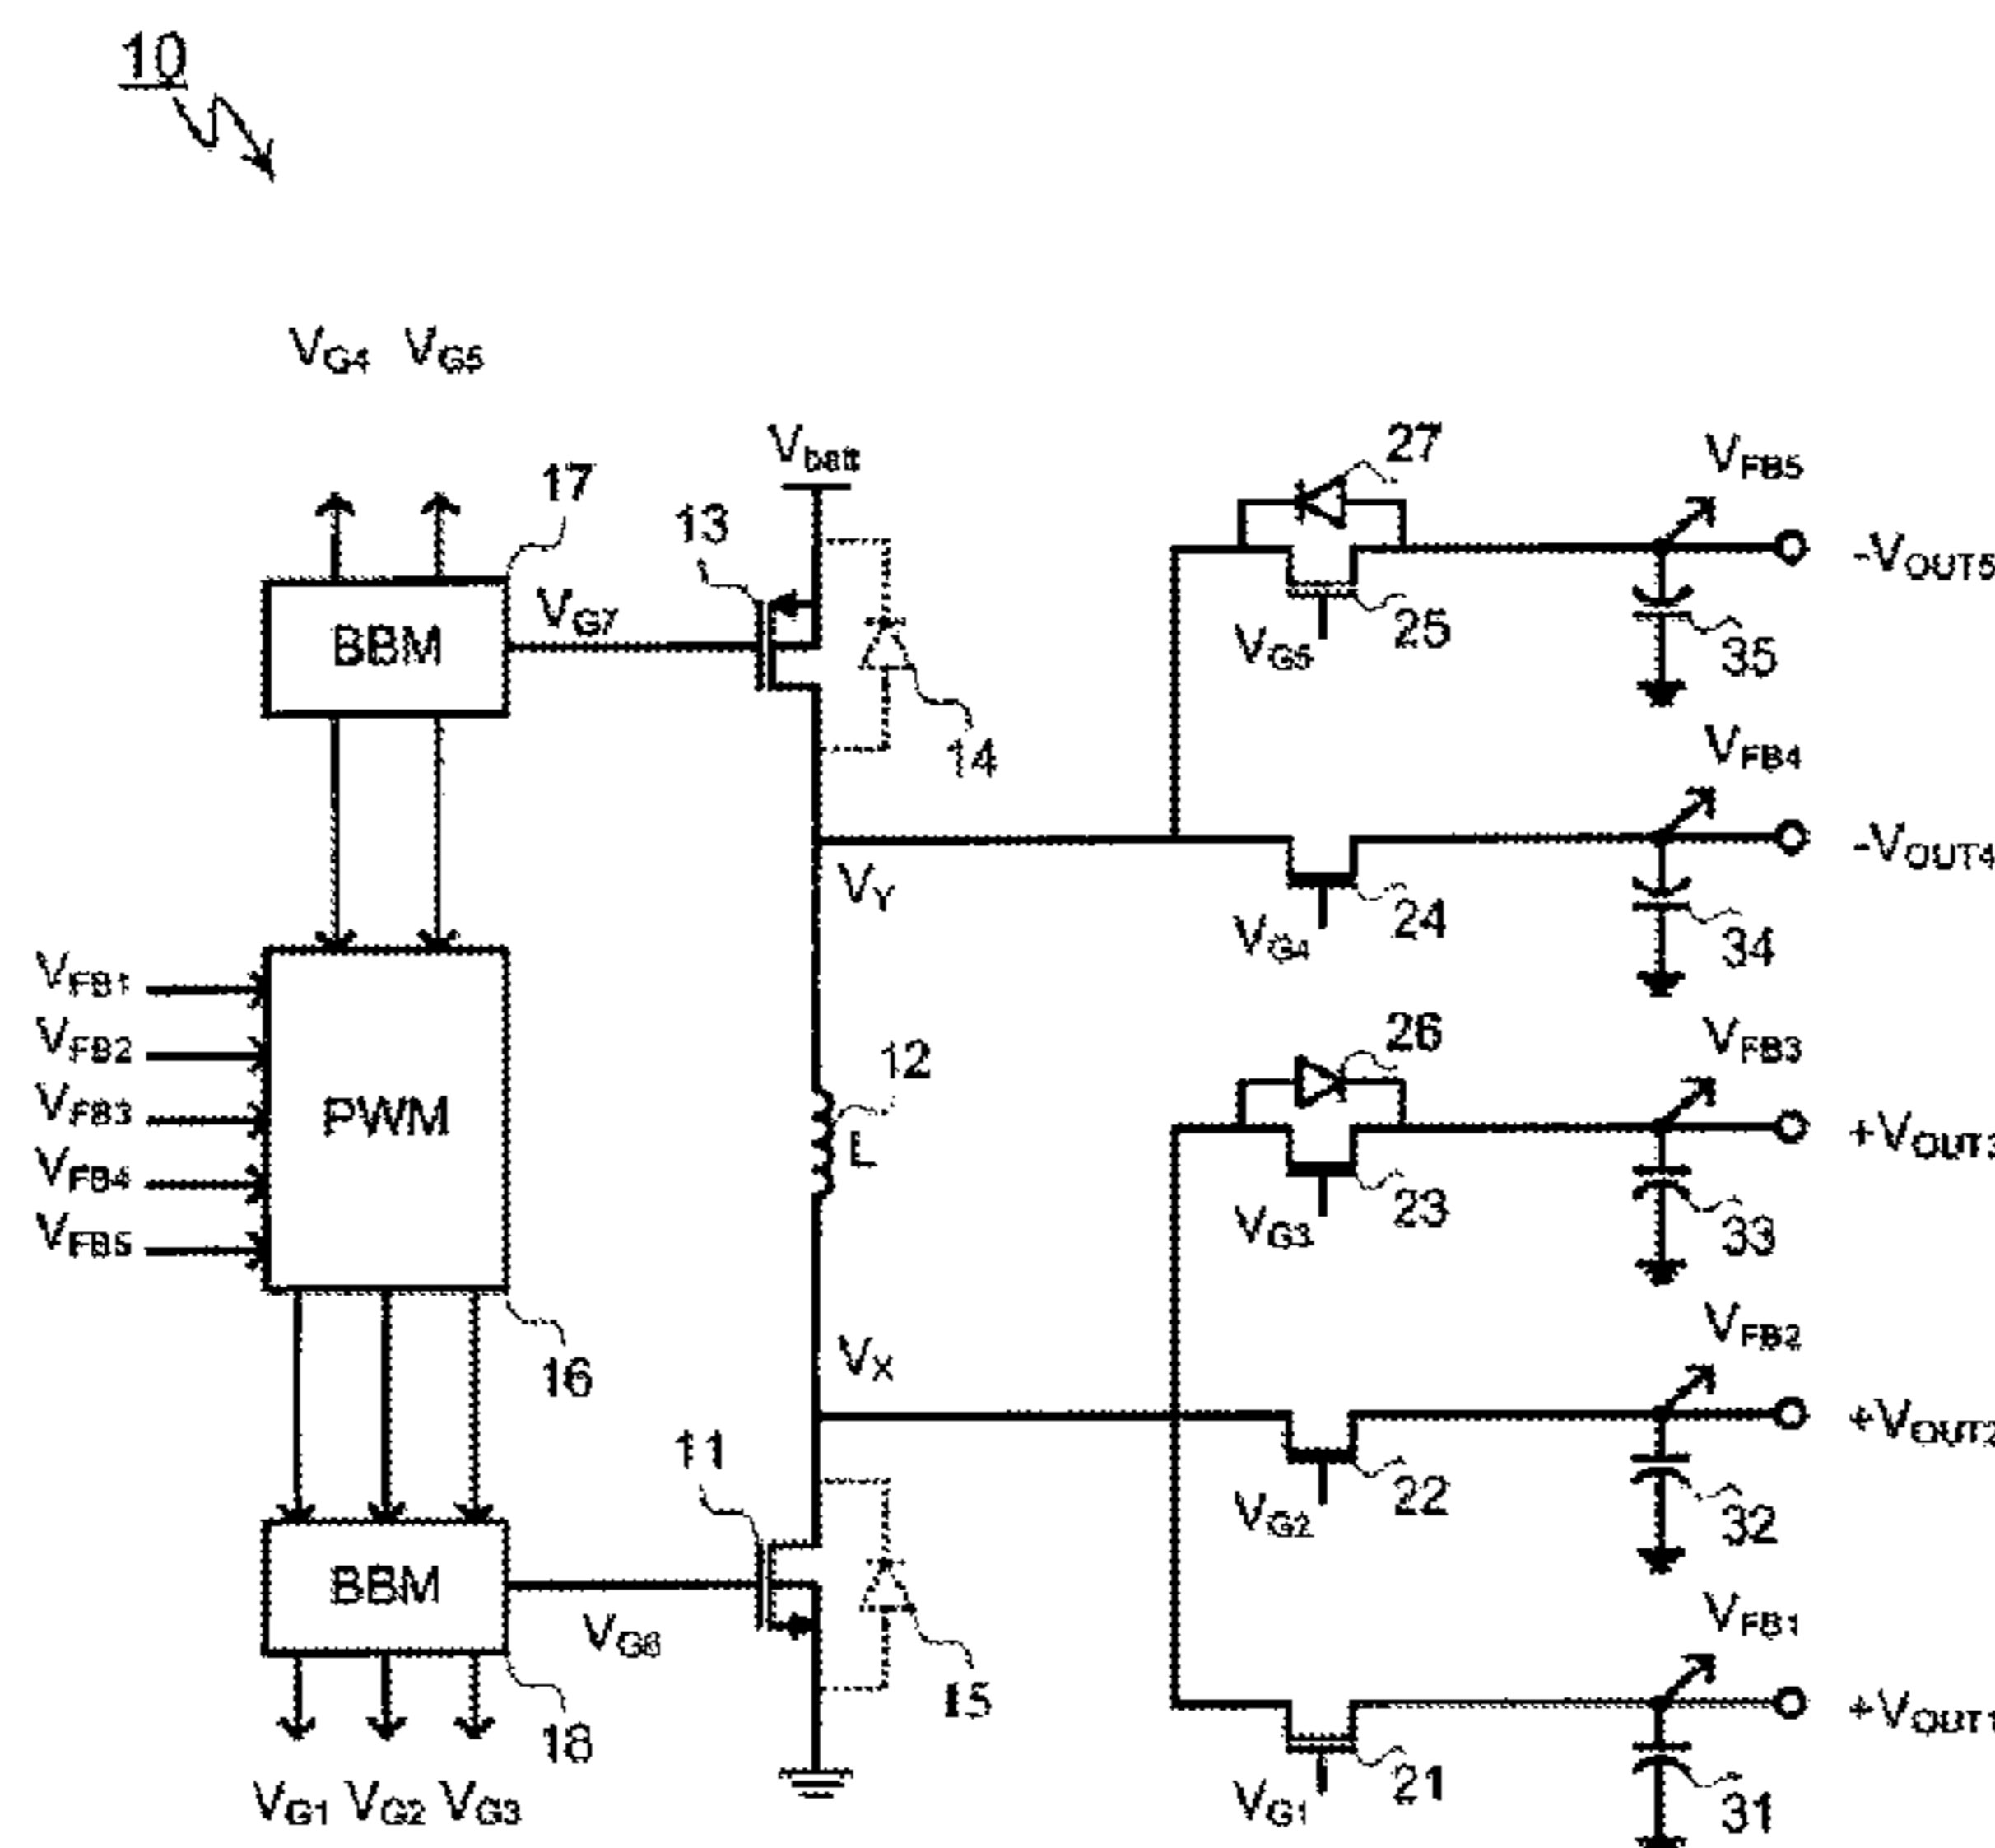 10
VG4 VG5
Vbatt
17
13
BBM
VG7
14
27
VFB5
-VOUT5
VG5
25
35
VFB4
-VOUT4
VY
VG4
24
34
VFB1
VFB2
VFB3
VFB4
VFB5
PWM
16
12
L
26
VFB3
+VOUT3
VG3
23
33
VX
VFB2
+VOUT2
VG2
22
32
11
BBM
VG6
15
18
VG1 VG2 VG3
VFB1
+VOUT1
VG1
21
31